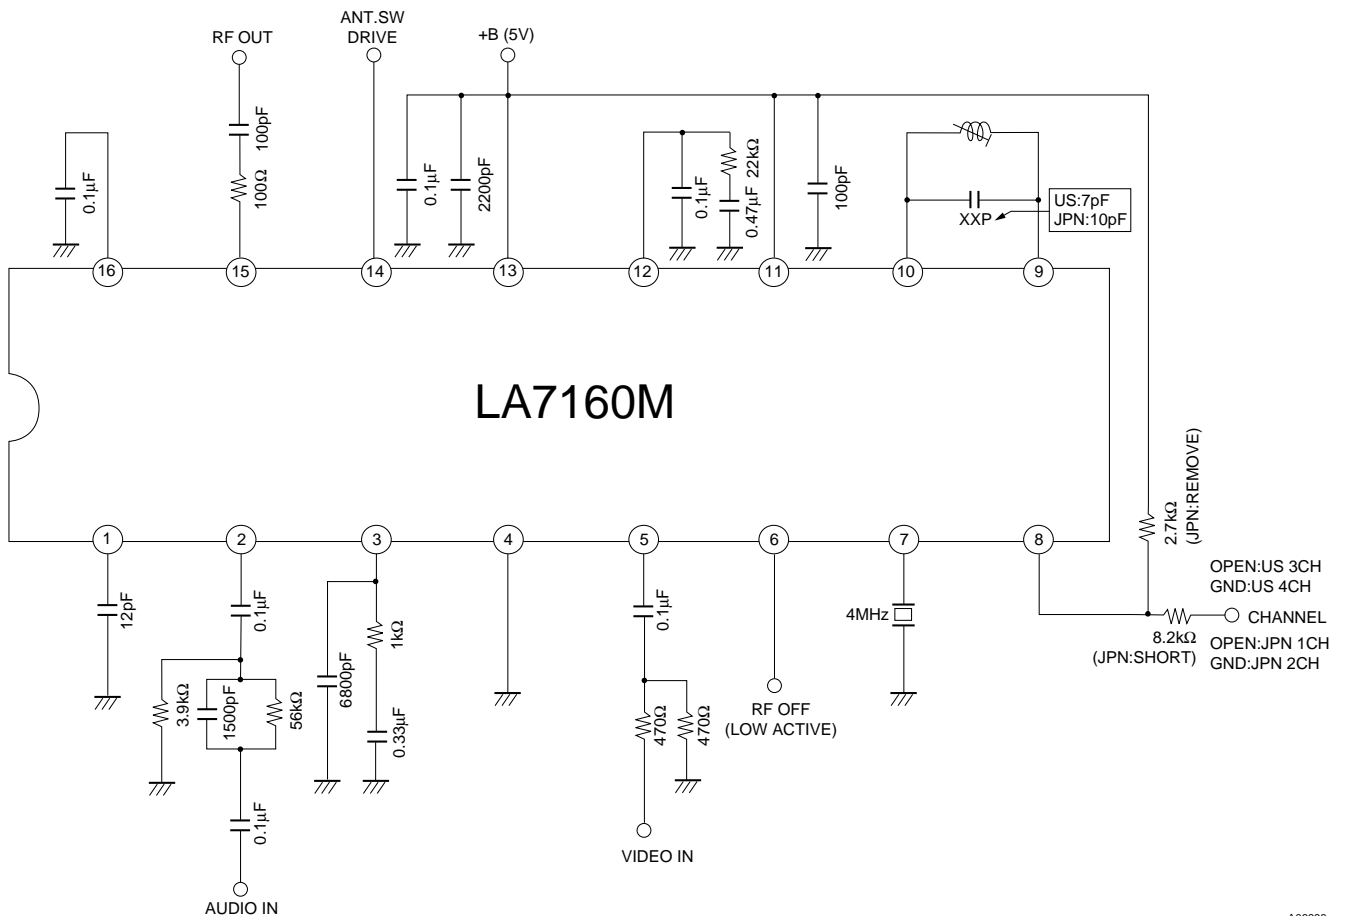 ANT.SW
DRIVE
RF OUT
+B (5V)
100pF
100Ω
0.1µF
0.1µF
2200pF
0.1µF
22kΩ
0.47µF
100pF
XXP
US:7pF
JPN:10pF
16
15
14
13
12
11
10
9
LA7160M
1
2
3
4
5
6
7
8
2.7kΩ
(JPN:REMOVE)
OPEN:US 3CH
GND:US 4CH
CHANNEL
OPEN:JPN 1CH
GND:JPN 2CH
8.2kΩ
(JPN:SHORT)
12pF
0.1µF
3.9kΩ
1500pF
56kΩ
0.1µF
AUDIO IN
6800pF
1kΩ
0.33µF
0.1µF
470Ω
470Ω
VIDEO IN
RF OFF
(LOW ACTIVE)
4MHz